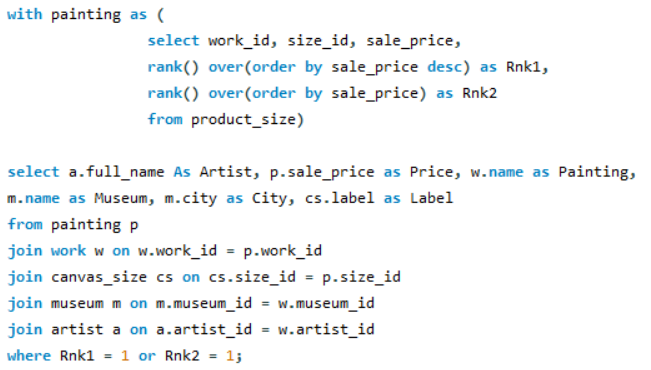 with painting as (
select work_id, size_id, sale_price,
rank() over(order by sale_price desc) as Rnk1,
rank() over(order by sale_price) as Rnk2
from product_size)
select a.full_name As Artist, p.sale_price as Price, w.name as Painting,
m.name as Museum, m.city as City, cs.label as Label
from painting p
join work w on w.work_id = p.work_id
join canvas_size cs on cs.size_id = p.size_id
join museum m on m.museum_id = w.museum_id
join artist a on a.artist_id = w.artist_id
where Rnk1 = 1 or Rnk2 = 1;